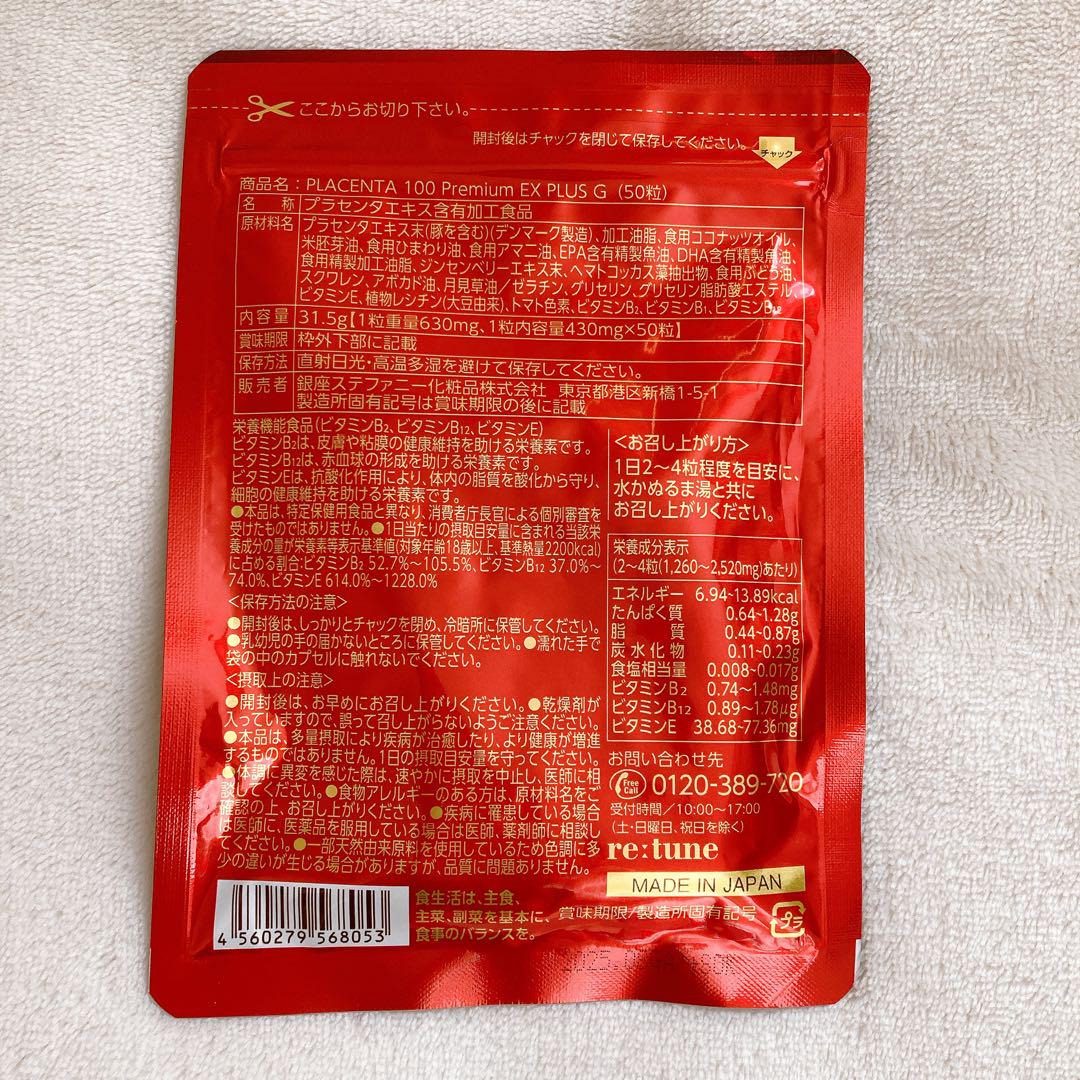 ここからお切り下さい。
開封後はチャックを閉じて保存してください。
チャック
商品名：PLACENTA 100 Premium EX PLUS G（50粒）
名 称 プラセンタエキス含有加工食品
原材料名 プラセンタエキス末(豚を含む)(デンマーク製造)、加工油脂、食用ココナッツオイル、
米胚芽油、食用ひまわり油、食用アマニ油、EPA含有精製魚油、DHA含有精製魚油、
食用精製加工油脂、ジンセンベリーエキス末、ヘマトコッカス藻抽出物、食用ぶどう油、
スクワレン、アボカド油、月見草油／ゼラチン、グリセリン、グリセリン脂肪酸エステル、
ビタミンE、植物レシチン(大豆由来)、トマト色素、ビタミンB2、ビタミンB1、ビタミンB12
内容量 31.5g【1粒重量630mg、1粒内容量430mg×50粒】
賞味期限 枠外下部に記載
保存方法 直射日光・高温多湿を避けて保存してください。
販売者 銀座ステファニー化粧品株式会社 東京都港区新橋1-5-1
製造所固有記号は賞味期限の後に記載
栄養機能食品(ビタミンB2、ビタミンB12、ビタミンE)
ビタミンB2は、皮膚や粘膜の健康維持を助ける栄養素です。
ビタミンB12は、赤血球の形成を助ける栄養素です。
ビタミンEは、抗酸化作用により、体内の脂質を酸化から守り、
細胞の健康維持を助ける栄養素です。
●本品は、特定保健用食品と異なり、消費者庁長官による個別審査を
受けたものではありません。●1日当たりの摂取目安量に含まれる当該栄
養成分の量が栄養素等表示基準値(対象年齢18歳以上、基準熱量2200kcal)
に占める割合：ビタミンB2 52.7%～105.5%、ビタミンB12 37.0%～
74.0%、ビタミンE 614.0%～1228.0%
＜保存方法の注意＞
●開封後は、しっかりとチャックを閉め、冷暗所に保管してください。
●乳幼児の手の届かないところに保管してください。●濡れた手で
袋の中のカプセルに触れないでください。
＜摂取上の注意＞
●開封後は、お早めにお召し上がりください。●乾燥剤が
入っていますので、誤って召し上がらないようご注意ください。
●本品は、多量摂取により疾病が治癒したり、より健康が増進
するものではありません。1日の摂取目安量を守ってください。
●体調に異変を感じた際は、速やかに摂取を中止し、医師に相
談してください。●食物アレルギーのある方は、原材料名をご
確認の上、お召し上がりください。●疾病に罹患している場合
は医師に、医薬品を服用している場合は医師、薬剤師に相談し
てください。●一部天然由来原料を使用しているため色調に多
少の違いが生じる場合がありますが、品質に問題ありません。
＜お召し上がり方＞
1日2～4粒程度を目安に、
水かぬるま湯と共に
お召し上がりください。
栄養成分表示
(2～4粒(1,260～2,520mg)あたり)
エネルギー 6.94~13.89kcal
たんぱく質 0.64~1.28g
脂 質 0.44~0.87g
炭水化物 0.11~0.23g
食塩相当量 0.008~0.017g
ビタミンB2 0.74~1.48mg
ビタミンB12 0.89~1.78μg
ビタミンE 38.68~77.36mg
お問い合わせ先
Free Call 0120-389-720
受付時間／10:00～17:00
(土・日曜日、祝日を除く)
re:tune
MADE IN JAPAN
賞味期限/製造所固有記号
プラ
4 560279 568053
食生活は、主食、
主菜、副菜を基本に、
食事のバランスを。